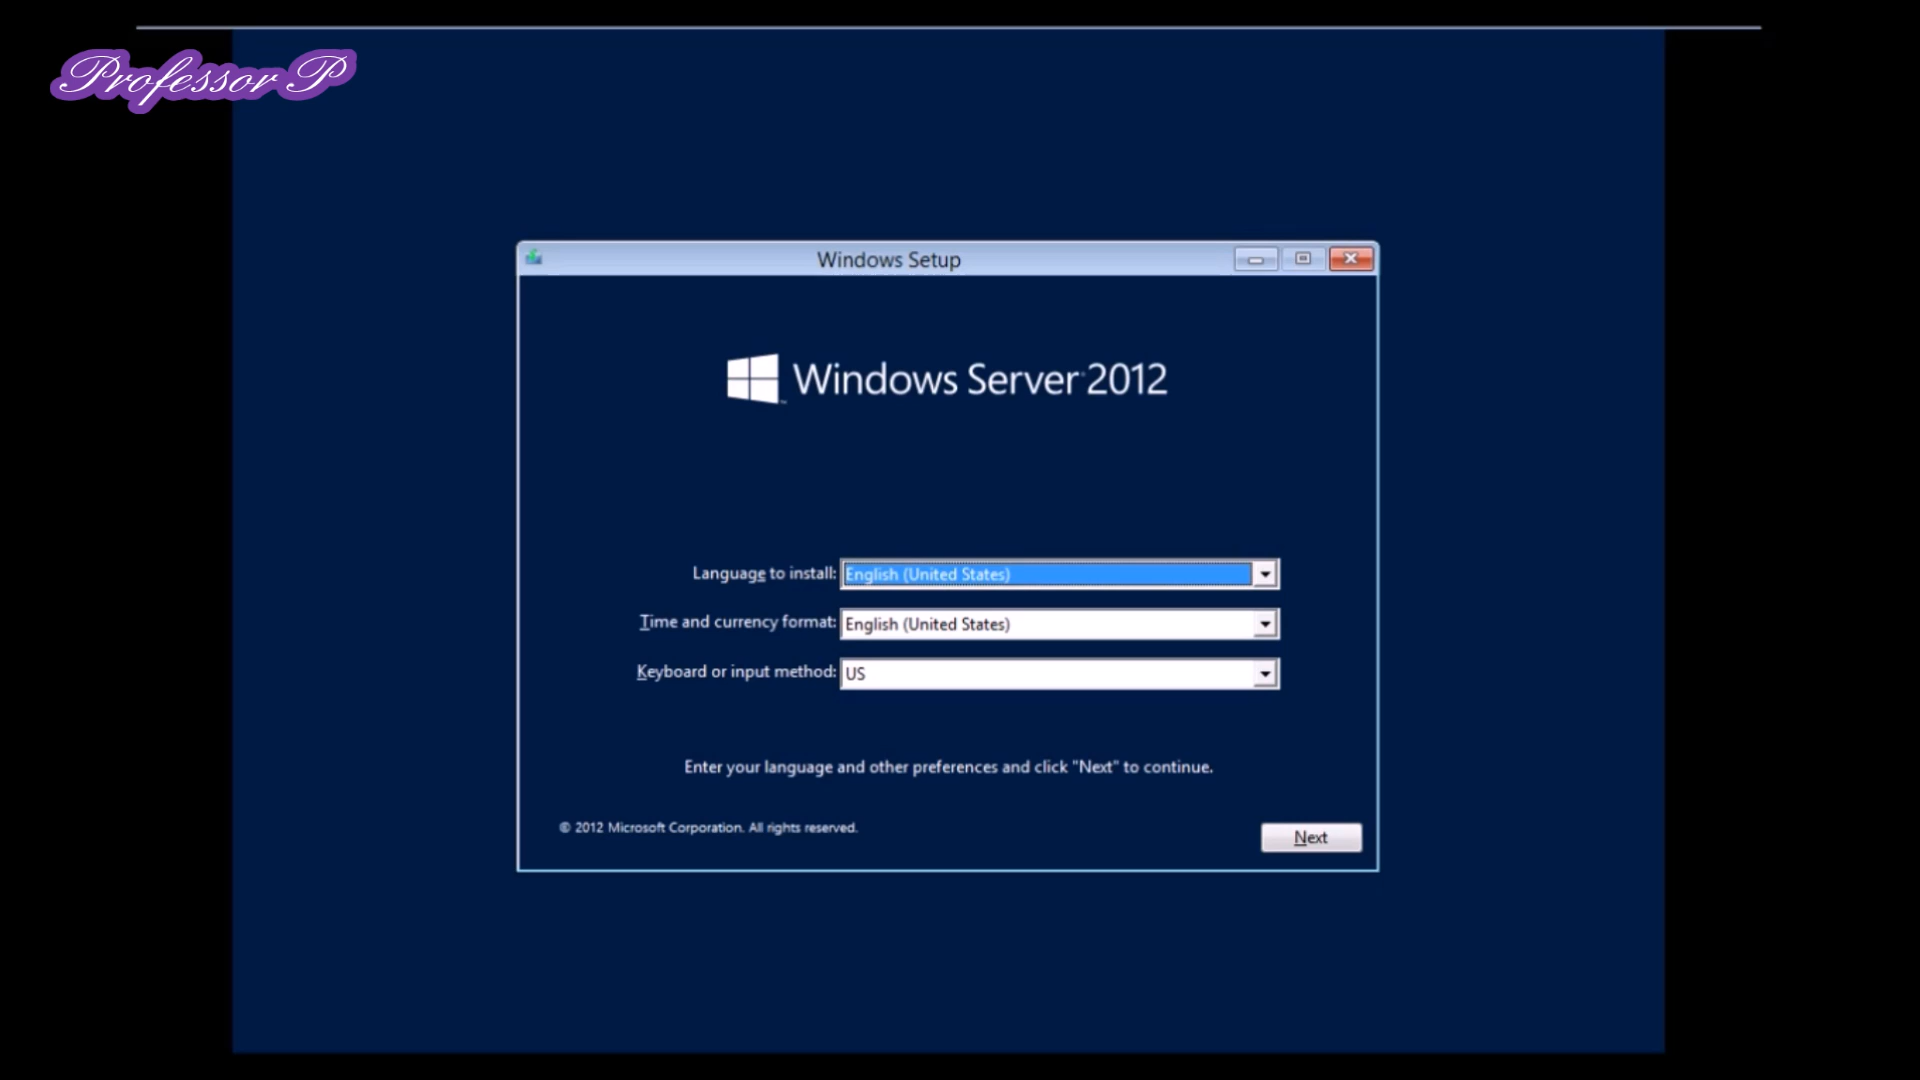 Professor P
Windows Setup
Windows Server 2012
Language to install: English (United States)
Time and currency format: English (United States)
Keyboard or input method: US
Enter your language and other preferences and click "Next" to continue.
© 2012 Microsoft Corporation. All rights reserved.
Next